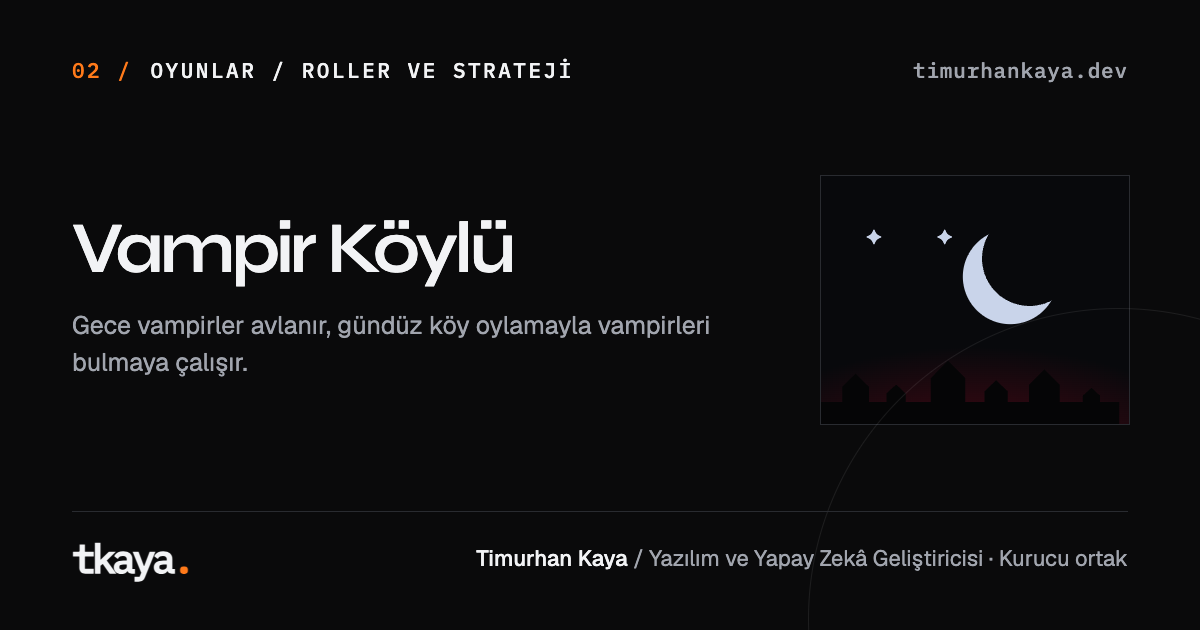 02 / OYUNLAR / ROLLER VE STRATEJİ
timurhankaya.dev
Vampir Köylü
Gece vampirler avlanır, gündüz köy oylamayla vampirleri
bulmaya çalışır.
tkaya.
Timurhan Kaya / Yazılım ve Yapay Zekâ Geliştiricisi · Kurucu ortak